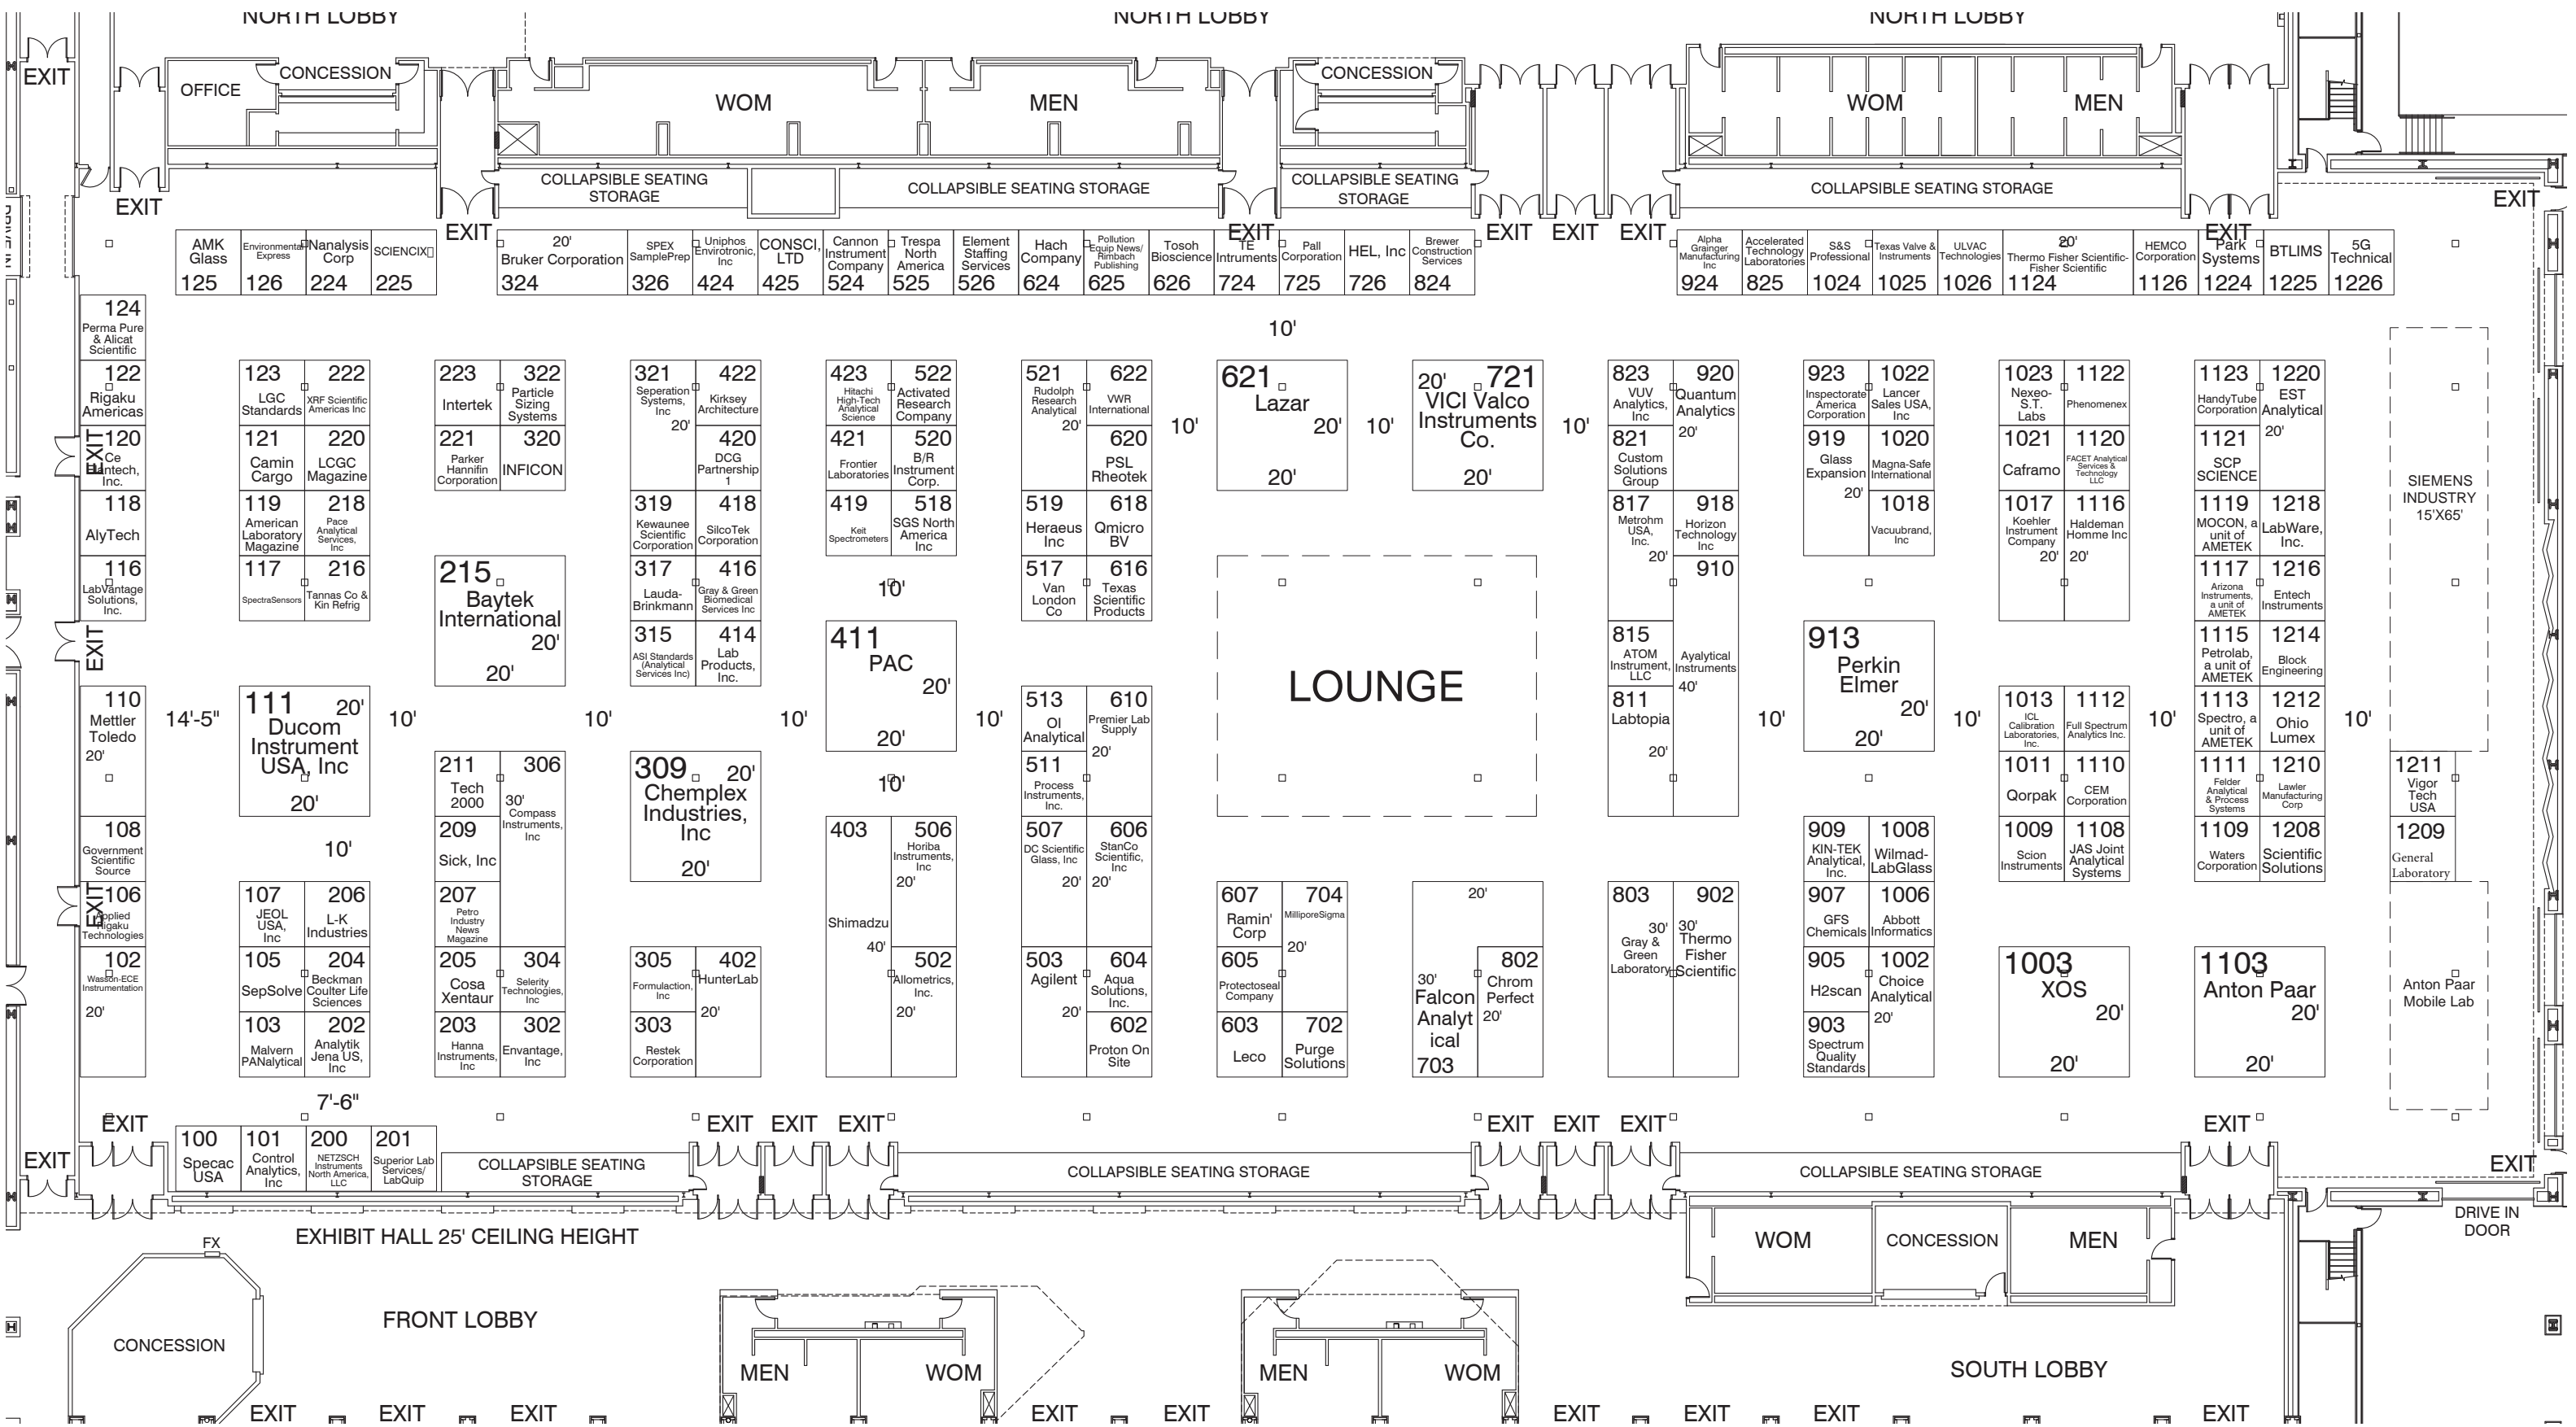 NORTH LOBBY
NORTH LOBBY
NORTH LOBBY
EXIT
OFFICE
CONCESSION
WOM
MEN
CONCESSION
WOM
MEN
COLLAPSIBLE SEATING
STORAGE
COLLAPSIBLE SEATING STORAGE
COLLAPSIBLE SEATING
STORAGE
COLLAPSIBLE SEATING STORAGE
EXIT
EXIT
EXIT
EXIT
EXIT
EXIT
EXIT
EXIT
DRIVE IN
AMK
Glass
125
Environmental
Express
126
Nanalysis
Corp
224
SCIENCIX
225
20'
Bruker Corporation
324
SPEX
SamplePrep
326
Uniphos
Envirotronic,
Inc
424
CONSCI,
LTD
425
Cannon
Instrument
Company
524
Trespa
North
America
525
Element
Staffing
Services
526
Hach
Company
624
Pollution
Equip News/
Rimbach
Publishing
625
Tosoh
Bioscience
626
TE
Intruments
724
Pall
Corporation
725
HEL, Inc
726
Brewer
Construction
Services
824
Alpha
Grainger
Manufacturing
Inc
924
Accelerated
Technology
Laboratories
825
S&S
Professional
1024
Texas Valve &
Instruments
1025
ULVAC
Technologies
1026
20'
Thermo Fisher Scientific-
Fisher Scientific
1124
HEMCO
Corporation
1126
Park
Systems
1224
BTLIMS
1225
5G
Technical
1226
10'
124
Perma Pure
& Alicat
Scientific
122
Rigaku
Americas
120
Ce
Elantech,
Inc.
EXIT
118
AlyTech
116
LabVantage
Solutions,
Inc.
EXIT
110
Mettler
Toledo
20'
108
Government
Scientific
Source
106
Applied
Rigaku
Technologies
EXIT
102
Wasson-ECE
Instrumentation
20'
123
LGC
Standards
222
XRF Scientific
Americas Inc
121
Camin
Cargo
220
LCGC
Magazine
119
American
Laboratory
Magazine
218
Pace
Analytical
Services,
Inc
117
SpectraSensors
216
Tannas Co &
Kin Refrig
14'-5"
111
20'
Ducom
Instrument
USA, Inc
20'
10'
10'
107
JEOL
USA,
Inc
206
L-K
Industries
105
SepSolve
204
Beckman
Coulter Life
Sciences
103
Malvern
PANalytical
202
Analytik
Jena US,
Inc
7'-6"
223
Intertek
322
Particle
Sizing
Systems
221
Parker
Hannifin
Corporation
320
INFICON
215
Baytek
International
20'
20'
10'
211
Tech
2000
306
30'
Compass
Instruments,
Inc
209
Sick, Inc
207
Petro
Industry
News
Magazine
205
Cosa
Xentaur
304
Selerity
Technologies,
Inc
203
Hanna
Instruments,
Inc
302
Envantage,
Inc
321
Seperation
Systems,
Inc
20'
422
Kirksey
Architecture
420
DCG
Partnership
1
319
Kewaunee
Scientific
Corporation
418
SilcoTek
Corporation
317
Lauda-
Brinkmann
416
Gray & Green
Biomedical
Services Inc
315
ASI Standards
(Analytical
Services Inc)
414
Lab
Products,
Inc.
10'
309
20'
Chemplex
Industries,
Inc
20'
305
Formulaction,
Inc
402
HunterLab
20'
303
Restek
Corporation
423
Hitachi
High-Tech
Analytical
Science
522
Activated
Research
Company
421
Frontier
Laboratories
520
B/R
Instrument
Corp.
419
Keit
Spectrometers
518
SGS North
America
Inc
10'
411
PAC
20'
20'
10'
10'
403
Shimadzu
40'
506
Horiba
Instruments,
Inc
20'
502
Allometrics,
Inc.
20'
521
Rudolph
Research
Analytical
20'
622
VWR
International
620
PSL
Rheotek
519
Heraeus
Inc
618
Qmicro
BV
517
Van
London
Co
616
Texas
Scientific
Products
513
OI
Analytical
610
Premier Lab
Supply
20'
511
Process
Instruments,
Inc.
507
DC Scientific
Glass, Inc
20'
606
StanCo
Scientific,
Inc
20'
503
Agilent
20'
604
Aqua
Solutions,
Inc.
602
Proton On
Site
10'
621
Lazar
20'
20'
10'
20' 721
VICI Valco
Instruments
Co.
20'
10'
LOUNGE
607
Ramin'
Corp
704
MilliporeSigma
20'
605
Protectoseal
Company
603
Leco
702
Purge
Solutions
20'
30'
Falcon
Analyt
ical
703
802
Chrom
Perfect
20'
823
VUV
Analytics,
Inc
920
Quantum
Analytics
20'
821
Custom
Solutions
Group
817
Metrohm
USA,
Inc.
20'
918
Horizon
Technology
Inc
910
Ayalytical
Instruments
40'
815
ATOM
Instrument,
LLC
811
Labtopia
20'
803
30'
Gray &
Green
Laboratory
902
30'
Thermo
Fisher
Scientific
10'
923
Inspectorate
America
Corporation
1022
Lancer
Sales USA,
Inc
919
Glass
Expansion
20'
1020
Magna-Safe
International
1018
Vacuubrand,
Inc
913
Perkin
Elmer
20'
20'
10'
909
KIN-TEK
Analytical,
Inc.
1008
Wilmad-
LabGlass
907
GFS
Chemicals
1006
Abbott
Informatics
905
H2scan
1002
Choice
Analytical
20'
903
Spectrum
Quality
Standards
1023
Nexeo-
S.T.
Labs
1122
Phenomenex
1021
Caframo
1120
FACET Analytical
Services &
Technology
LLC
1017
Koehler
Instrument
Company
20'
1116
Haldeman
Homme Inc
20'
1013
ICL
Calibration
Laboratories,
Inc.
1112
Full Spectrum
Analytics Inc.
1011
Qorpak
1110
CEM
Corporation
1009
Scion
Instruments
1108
JAS Joint
Analytical
Systems
1003
XOS
20'
20'
10'
1123
HandyTube
Corporation
1220
EST
Analytical
20'
1121
SCP
SCIENCE
1119
MOCON, a
unit of
AMETEK
1218
LabWare,
Inc.
1117
Arizona
Instruments,
a unit of
AMETEK
1216
Entech
Instruments
1115
Petrolab,
a unit of
AMETEK
1214
Block
Engineering
1113
Spectro, a
unit of
AMETEK
1212
Ohio
Lumex
1111
Felder
Analytical
& Process
Systems
1210
Lawler
Manufacturing
Corp
1109
Waters
Corporation
1208
Scientific
Solutions
1103
Anton Paar
20'
20'
10'
SIEMENS
INDUSTRY
15'X65'
1211
Vigor
Tech
USA
1209
General
Laboratory
Anton Paar
Mobile Lab
EXIT
EXIT
EXIT
EXIT
EXIT
EXIT
EXIT
EXIT
EXIT
EXIT
100
Specac
USA
101
Control
Analytics,
Inc
200
NETZSCH
Instruments
North America,
LLC
201
Superior Lab
Services/
LabQuip
COLLAPSIBLE SEATING
STORAGE
COLLAPSIBLE SEATING STORAGE
COLLAPSIBLE SEATING STORAGE
DRIVE IN
DOOR
EXHIBIT HALL 25' CEILING HEIGHT
WOM
CONCESSION
MEN
FX
CONCESSION
FRONT LOBBY
MEN
WOM
MEN
WOM
SOUTH LOBBY
EXIT
EXIT
EXIT
EXIT
EXIT
EXIT
EXIT
EXIT
EXIT